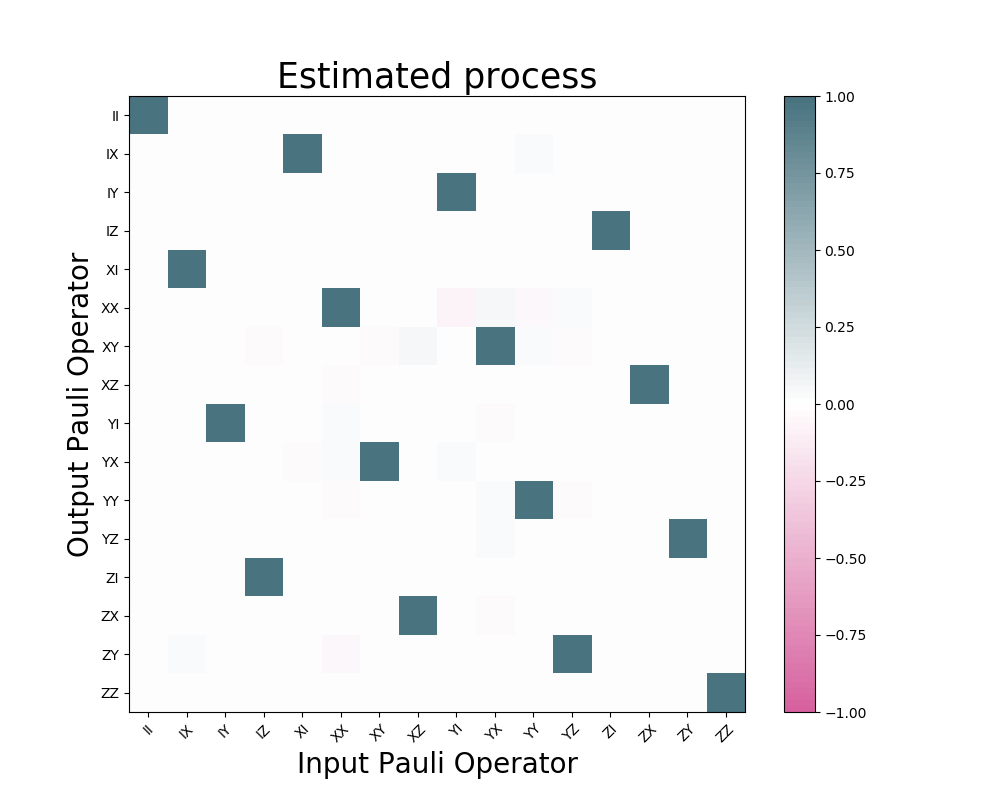 Estimated process
Output Pauli Operator
II
IX
IY
IZ
XI
XX
XY
XZ
YI
YX
YY
YZ
ZI
ZX
ZY
ZZ
II IX IY IZ XI XX XY XZ YI YX YY YZ ZI ZX ZY ZZ
Input Pauli Operator
1.00
0.75
0.50
0.25
0.00
−0.25
−0.50
−0.75
−1.00